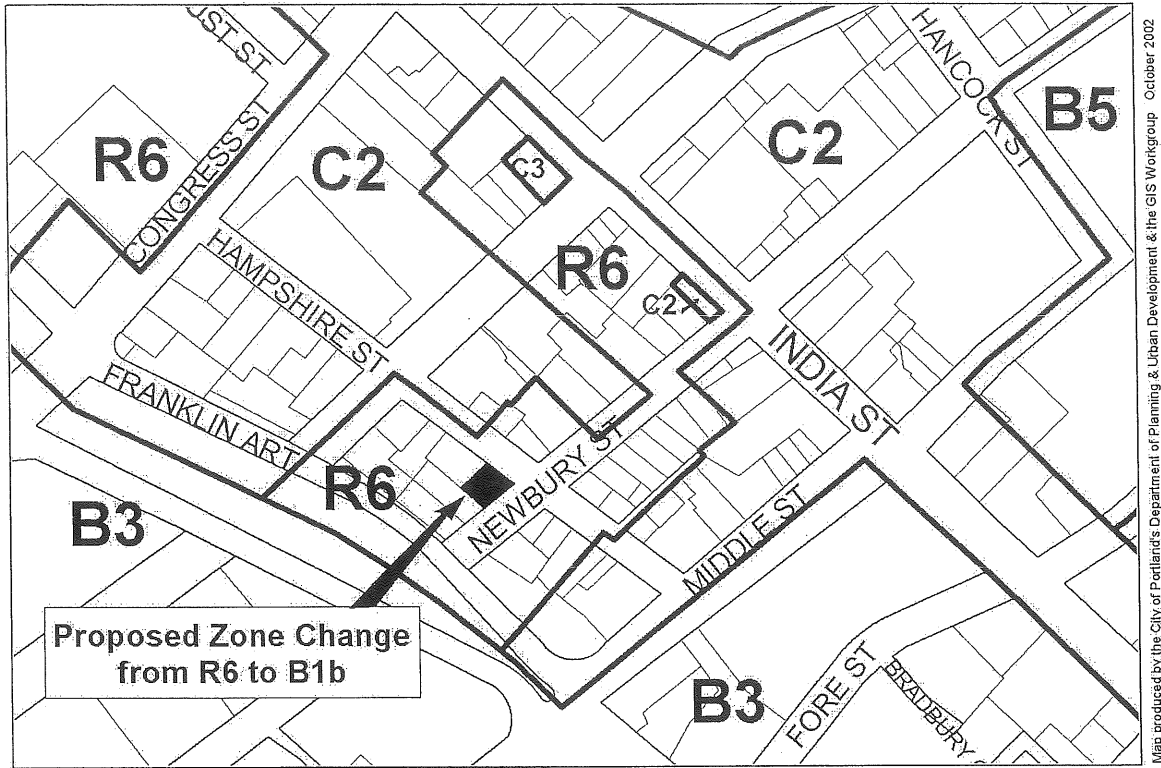 UST ST
HANCOCK ST
B5
R6
CONGRESS ST
C2
C3
C2
HAMPSHIRE ST
R6
C2
INDIA ST
FRANKLIN ART
R6
NEWBURY ST
B3
MIDDLE ST
Proposed Zone Change
from R6 to B1b
B3
FORE ST
BRADBURY
Map produced by the City of Portland's Department of Planning & Urban Development & the GIS Workgroup October 2002